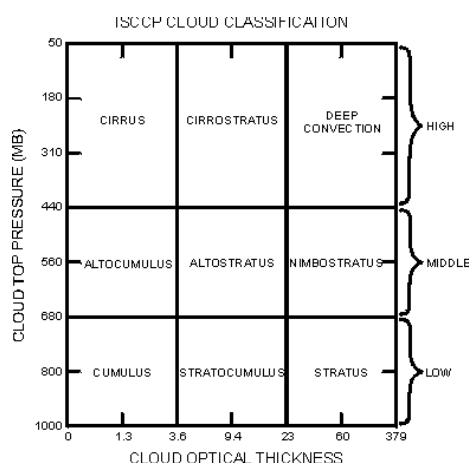 ISCCP CLOUD CLASSIFICATION
50
180
CIRRUS
CIRROSTRATUS
DEEP
CONVECTION
HIGH
310
440
560
ALTOCUMULUS
ALTOSTRATUS
NIMBOSTRATUS
MIDDLE
680
800
CUMULUS
STRATOCUMULUS
STRATUS
LOW
1000
CLOUD TOP PRESSURE (MB)
0 1.3 3.6 9.4 23 60 379
CLOUD OPTICAL THICKNESS